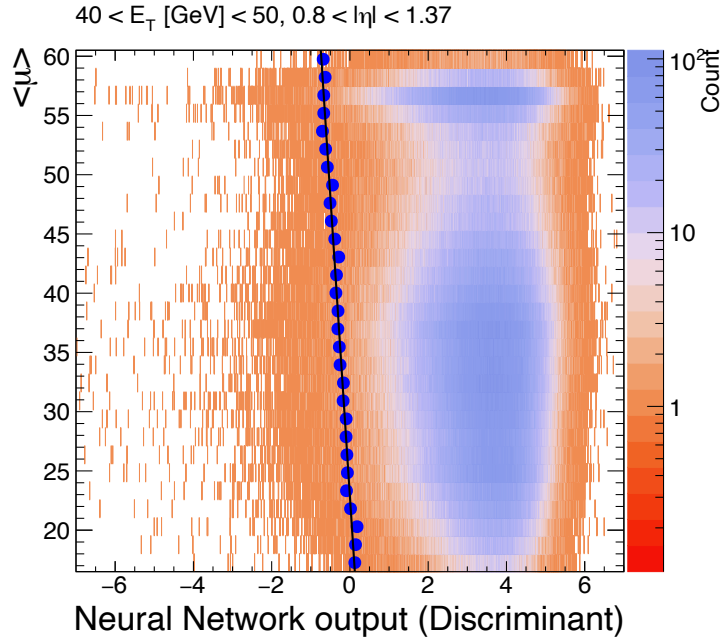 40 < E_T [GeV] < 50, 0.8 < |η| < 1.37
<μ>
60
55
50
45
40
35
30
25
20
−6 −4 −2 0 2 4 6
Neural Network output (Discriminant)
10²
10
1
Count